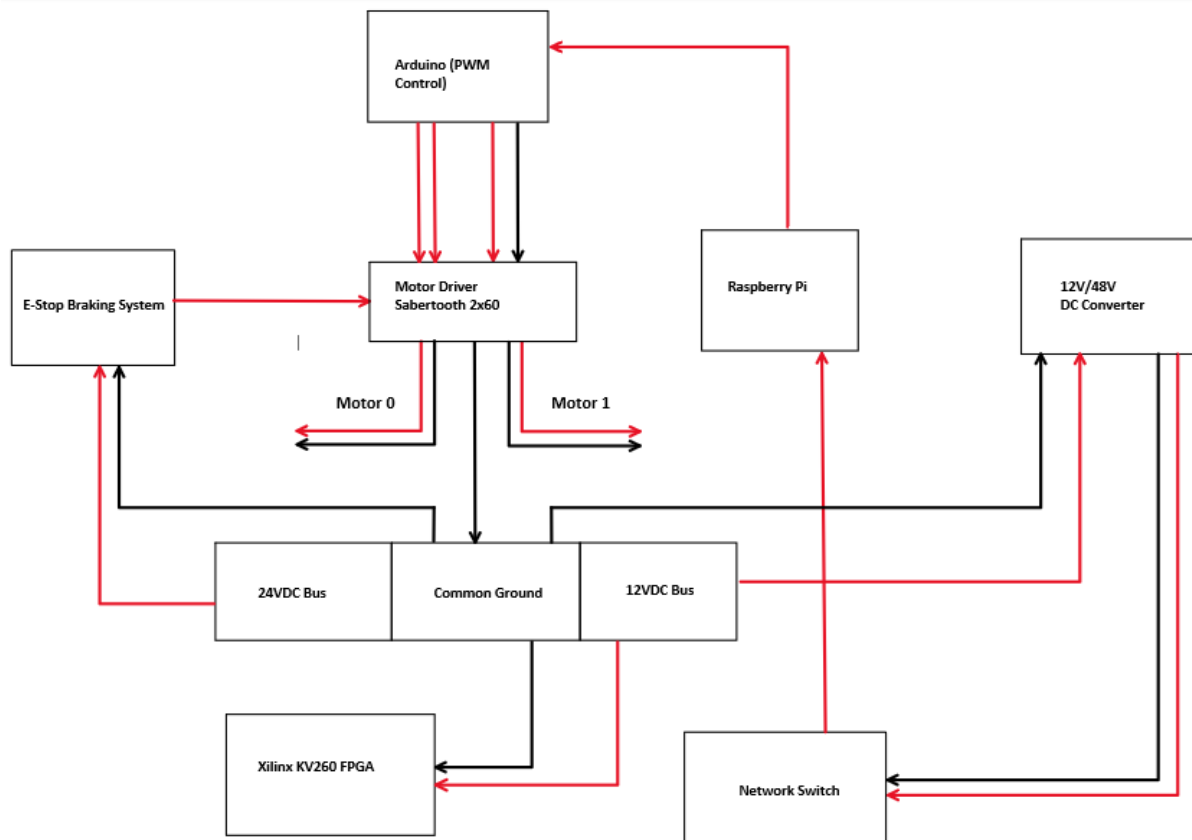 Arduino (PWM
Control)
E-Stop Braking System
Motor Driver
Sabertooth 2x60
Raspberry Pi
12V/48V
DC Converter
Motor 0
Motor 1
24VDC Bus
Common Ground
12VDC Bus
Xilinx KV260 FPGA
Network Switch